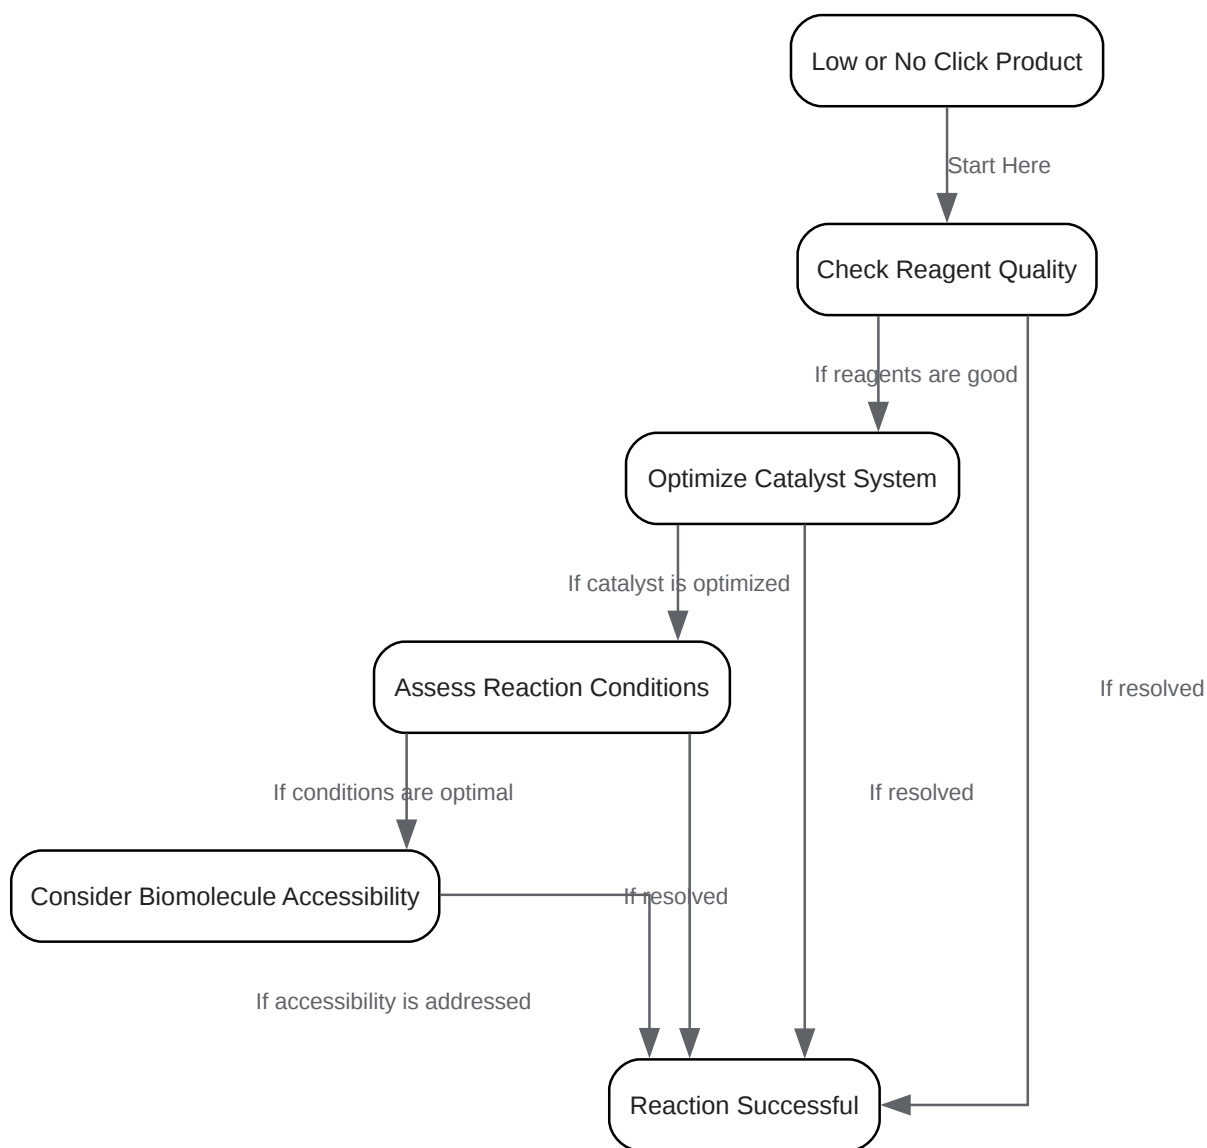 Low or No Click Product
Start Here
Check Reagent Quality
If reagents are good
Optimize Catalyst System
If catalyst is optimized
Assess Reaction Conditions
If resolved
If conditions are optimal
If resolved
Consider Biomolecule Accessibility
If resolved
If accessibility is addressed
Reaction Successful